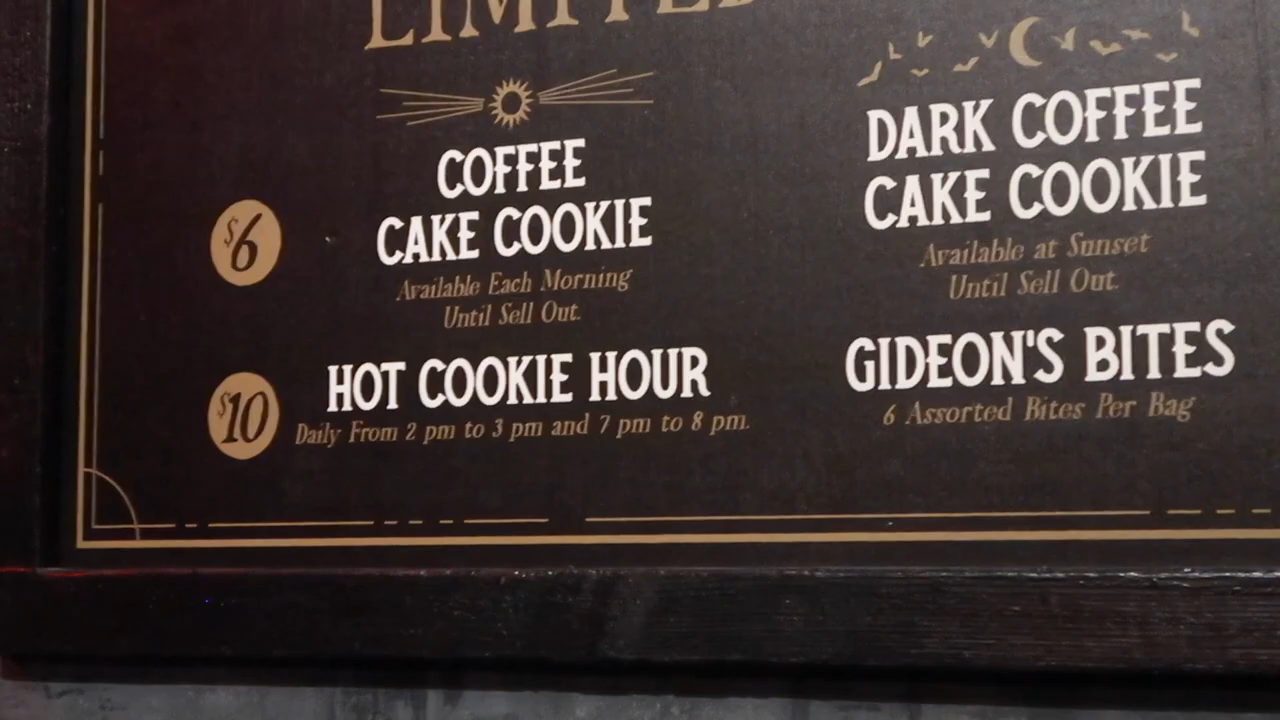 LIMITED
COFFEE
CAKE COOKIE
$6
Available Each Morning
Until Sell Out.
HOT COOKIE HOUR
$10
Daily From 2 pm to 3 pm and 7 pm to 8 pm.
DARK COFFEE
CAKE COOKIE
Available at Sunset
Until Sell Out.
GIDEON'S BITES
6 Assorted Bites Per Bag